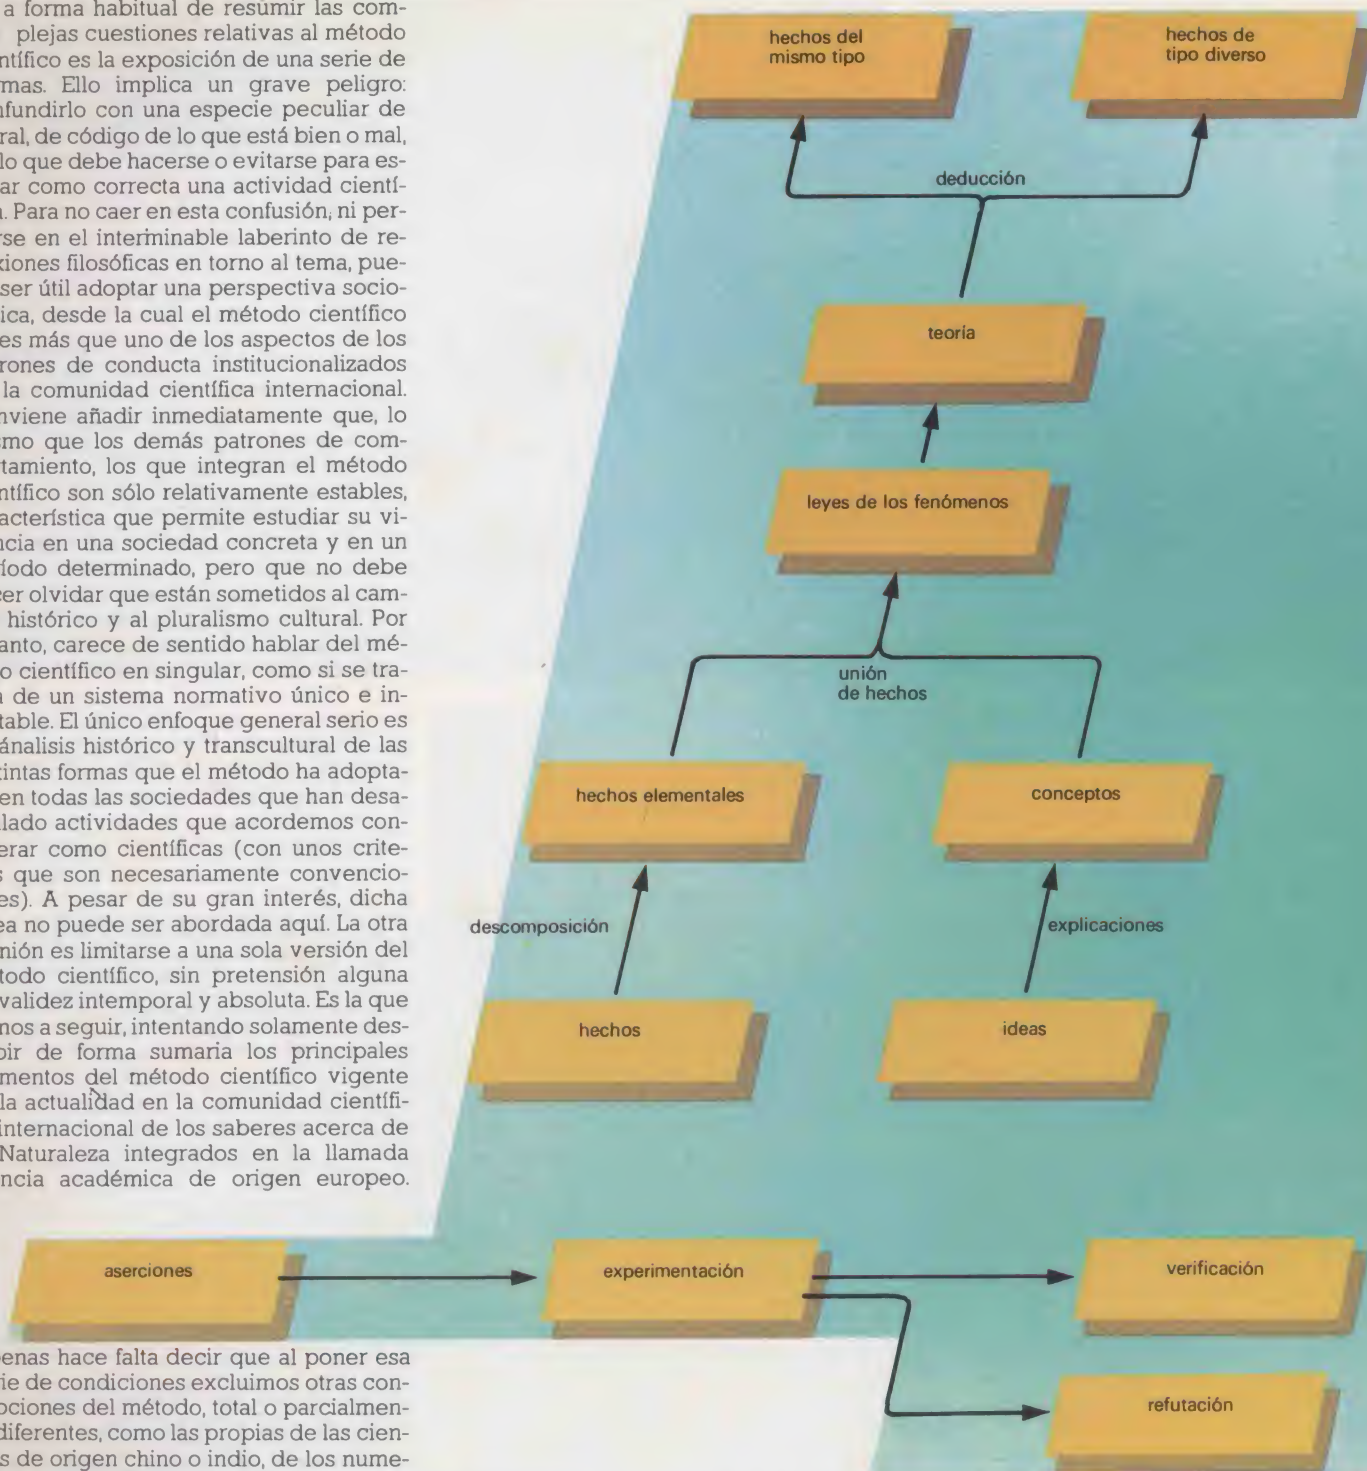 a forma habitual de resumir las com-
plejas cuestiones relativas al método
ntífico es la exposición de una serie de
mas. Ello implica un grave peligro:
nfundirlo con una especie peculiar de
ral, de código de lo que está bien o mal,
lo que debe hacerse o evitarse para es-
ar como correcta una actividad cientí-
. Para no caer en esta confusión, ni per-
rse en el interminable laberinto de re-
xiones filosóficas en torno al tema, pue-
ser útil adoptar una perspectiva socio-
ica, desde la cual el método científico
es más que uno de los aspectos de los
rones de conducta institucionalizados
la comunidad científica internacional.
nviene añadir inmediatamente que, lo
smo que los demás patrones de com-
rtamiento, los que integran el método
ntífico son sólo relativamente estables,
acterística que permite estudiar su vi-
ncia en una sociedad concreta y en un
íodo determinado, pero que no debe
cer olvidar que están sometidos al cam-
histórico y al pluralismo cultural. Por
anto, carece de sentido hablar del mé-
o científico en singular, como si se tra-
a de un sistema normativo único e in-
table. El único enfoque general serio es
ánalisis histórico y transcultural de las
tintas formas que el método ha adopta-
en todas las sociedades que han desa-
llado actividades que acordemos con-
erar como científicas (con unos crite-
s que son necesariamente convencio-
es). A pesar de su gran interés, dicha
ea no puede ser abordada aquí. La otra
nión es limitarse a una sola versión del
todo científico, sin pretensión alguna
validez intemporal y absoluta. Es la que
nos a seguir, intentando solamente des-
bir de forma sumaria los principales
mentos del método científico vigente
la actualidad en la comunidad científi-
internacional de los saberes acerca de
Naturaleza integrados en la llamada
ncia académica de origen europeo.
enas hace falta decir que al poner esa
ie de condiciones excluimos otras con-
pciones del método, total o parcialmen-
diferentes, como las propias de las cien-
s de origen chino o indio, de los nume-
hechos del
mismo tipo
hechos de
tipo diverso
deducción
teoría
leyes de los fenómenos
unión
de hechos
hechos elementales
conceptos
descomposición
explicaciones
hechos
ideas
aserciones
experimentación
verificación
refutación